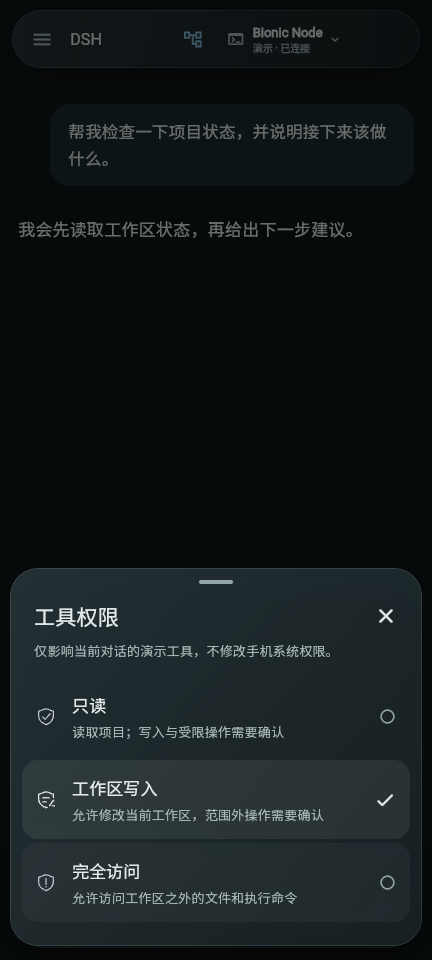 DSH
Bionic Node
演示 · 已连接
帮我检查一下项目状态，并说明接下来该做
什么。
我会先读取工作区状态，再给出下一步建议。
工具权限
仅影响当前对话的演示工具，不修改手机系统权限。
只读
读取项目；写入与受限操作需要确认
工作区写入
允许修改当前工作区，范围外操作需要确认
完全访问
允许访问工作区之外的文件和执行命令